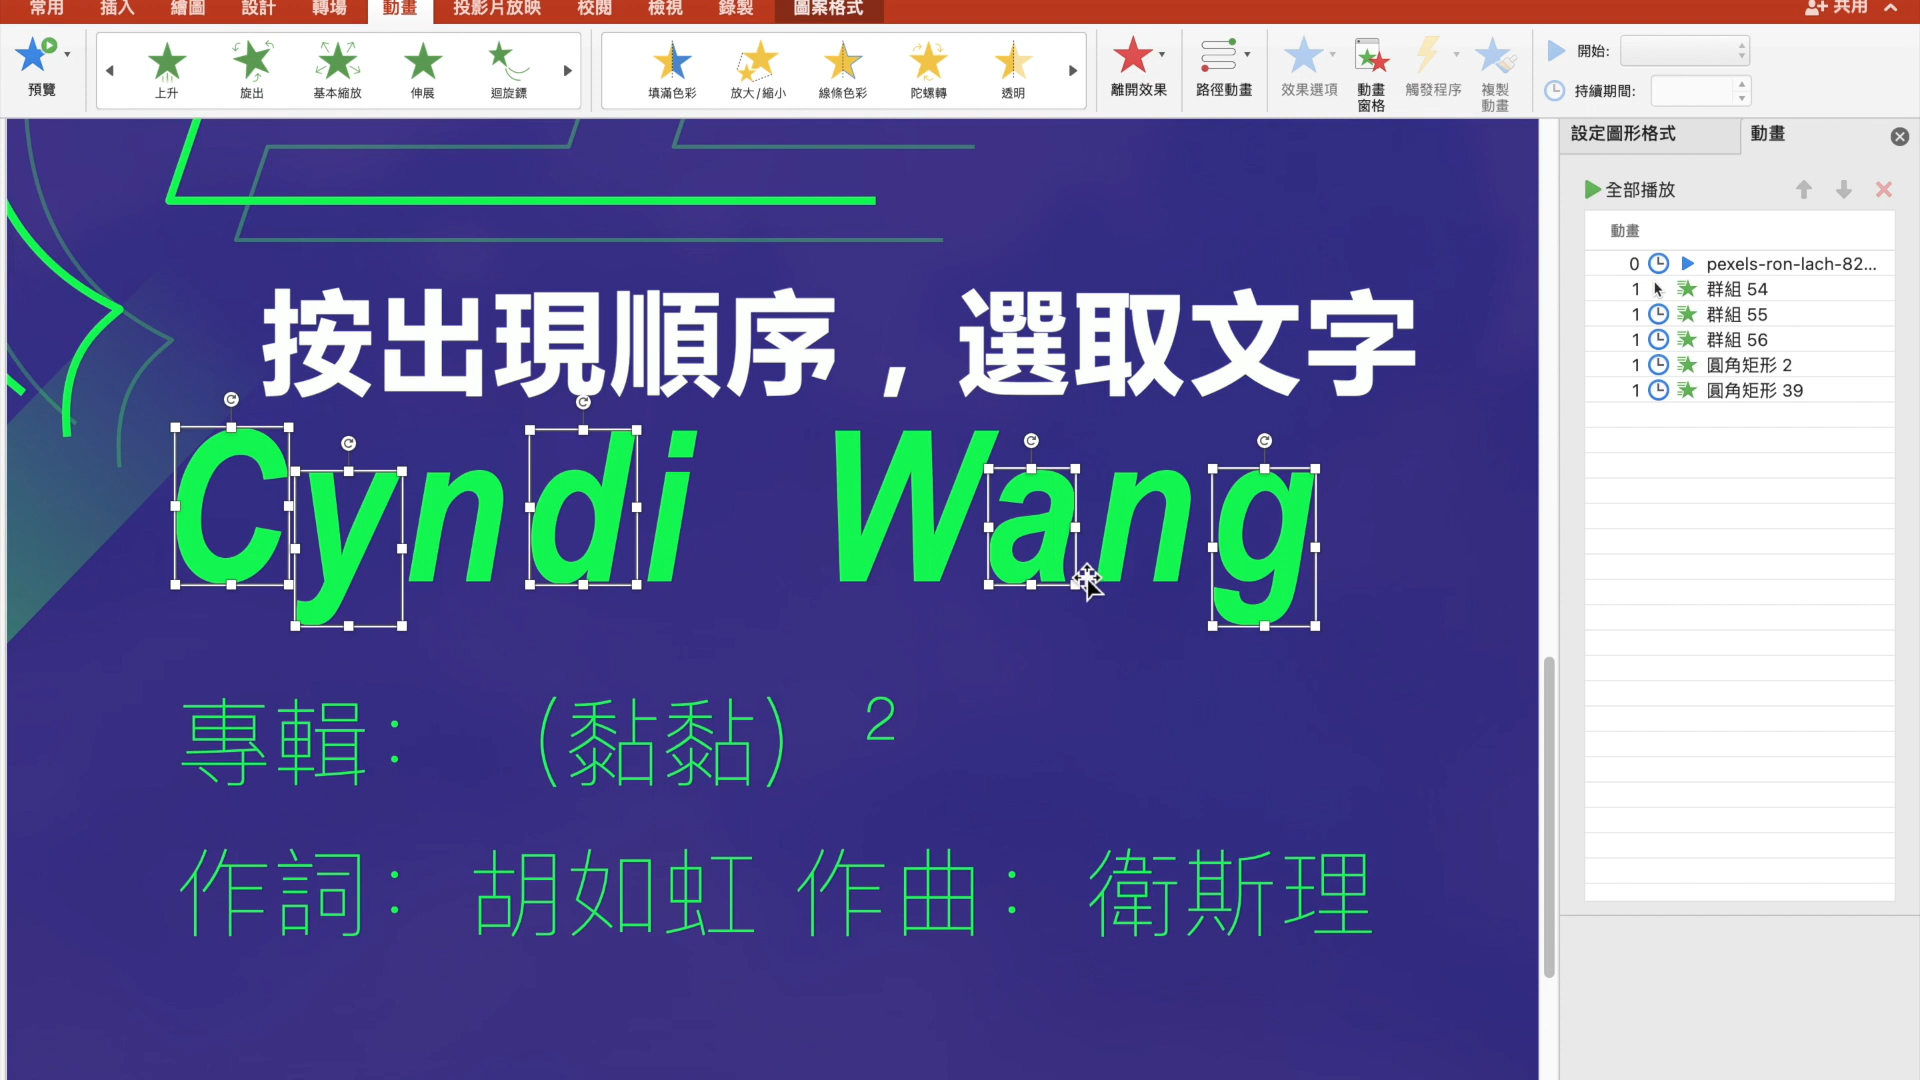 常用 插入 繪圖 設計 轉場 動畫 投影片放映 校閱 檢視 錄製 圖案格式 共用
預覽 上升 旋出 基本縮放 伸展 迴旋鏢 填滿色彩 放大/縮小 線條色彩 陀螺轉 透明 離開效果 路徑動畫 效果選項 動畫窗格 觸發程序 複製動畫 開始:
持續期間:
設定圖形格式 動畫
全部播放
動畫
0 pexels-ron-lach-82...
1 群組 54
1 群組 55
1 群組 56
1 圓角矩形 2
1 圓角矩形 39
按出現順序，選取文字
Cyndi Wang
專輯：（黏黏）2
作詞：胡如虹 作曲：衛斯理